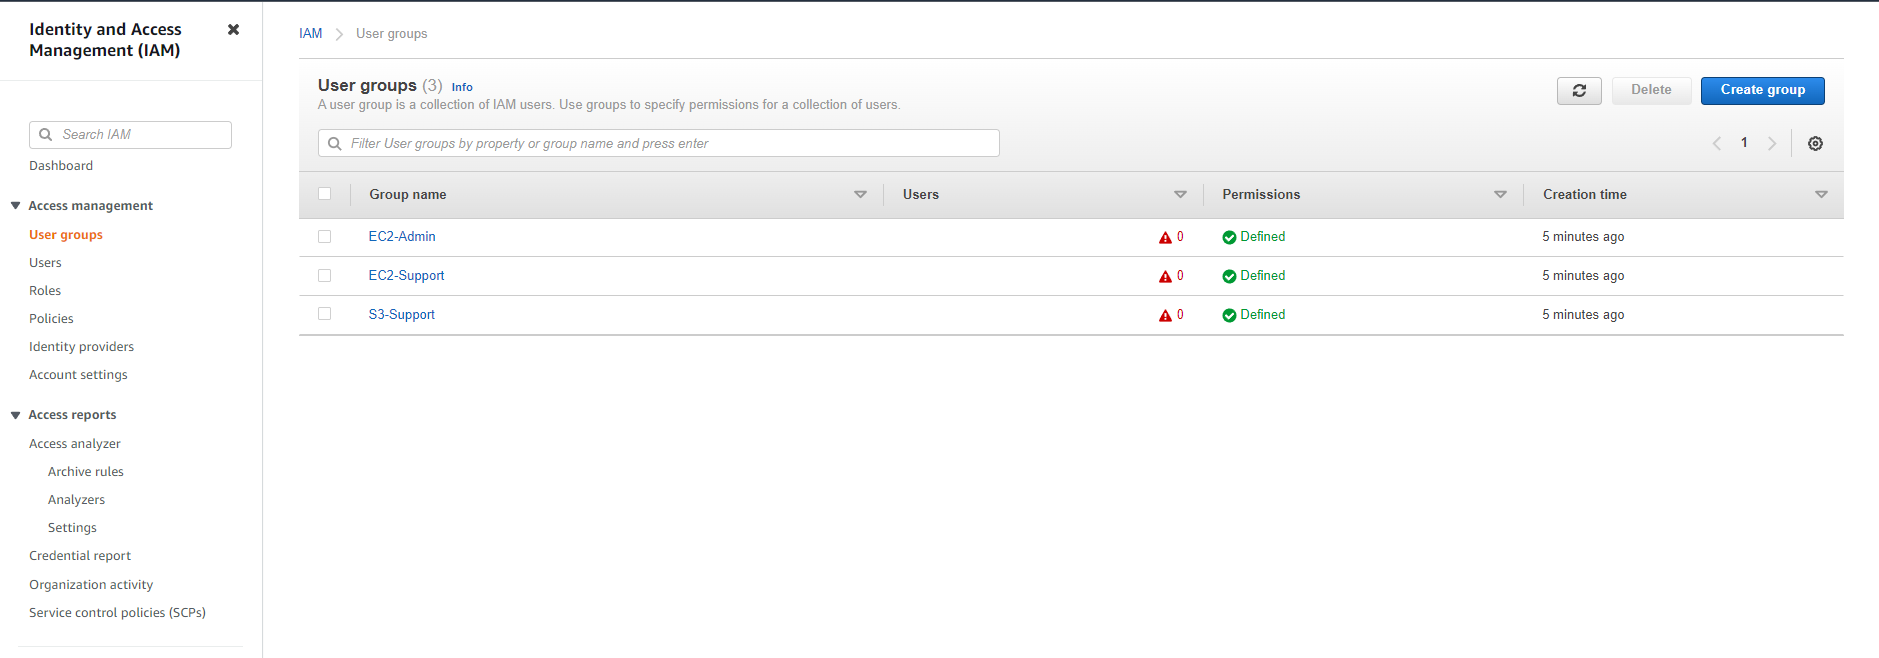 Identity and Access
Management (IAM)
Search IAM
Dashboard
Access management
User groups
Users
Roles
Policies
Identity providers
Account settings
Access reports
Access analyzer
Archive rules
Analyzers
Settings
Credential report
Organization activity
Service control policies (SCPs)
IAM User groups
User groups (3) Info
A user group is a collection of IAM users. Use groups to specify permissions for a collection of users.
Delete
Create group
Filter User groups by property or group name and press enter
1
Group name Users Permissions Creation time
EC2-Admin 0 Defined 5 minutes ago
EC2-Support 0 Defined 5 minutes ago
S3-Support 0 Defined 5 minutes ago